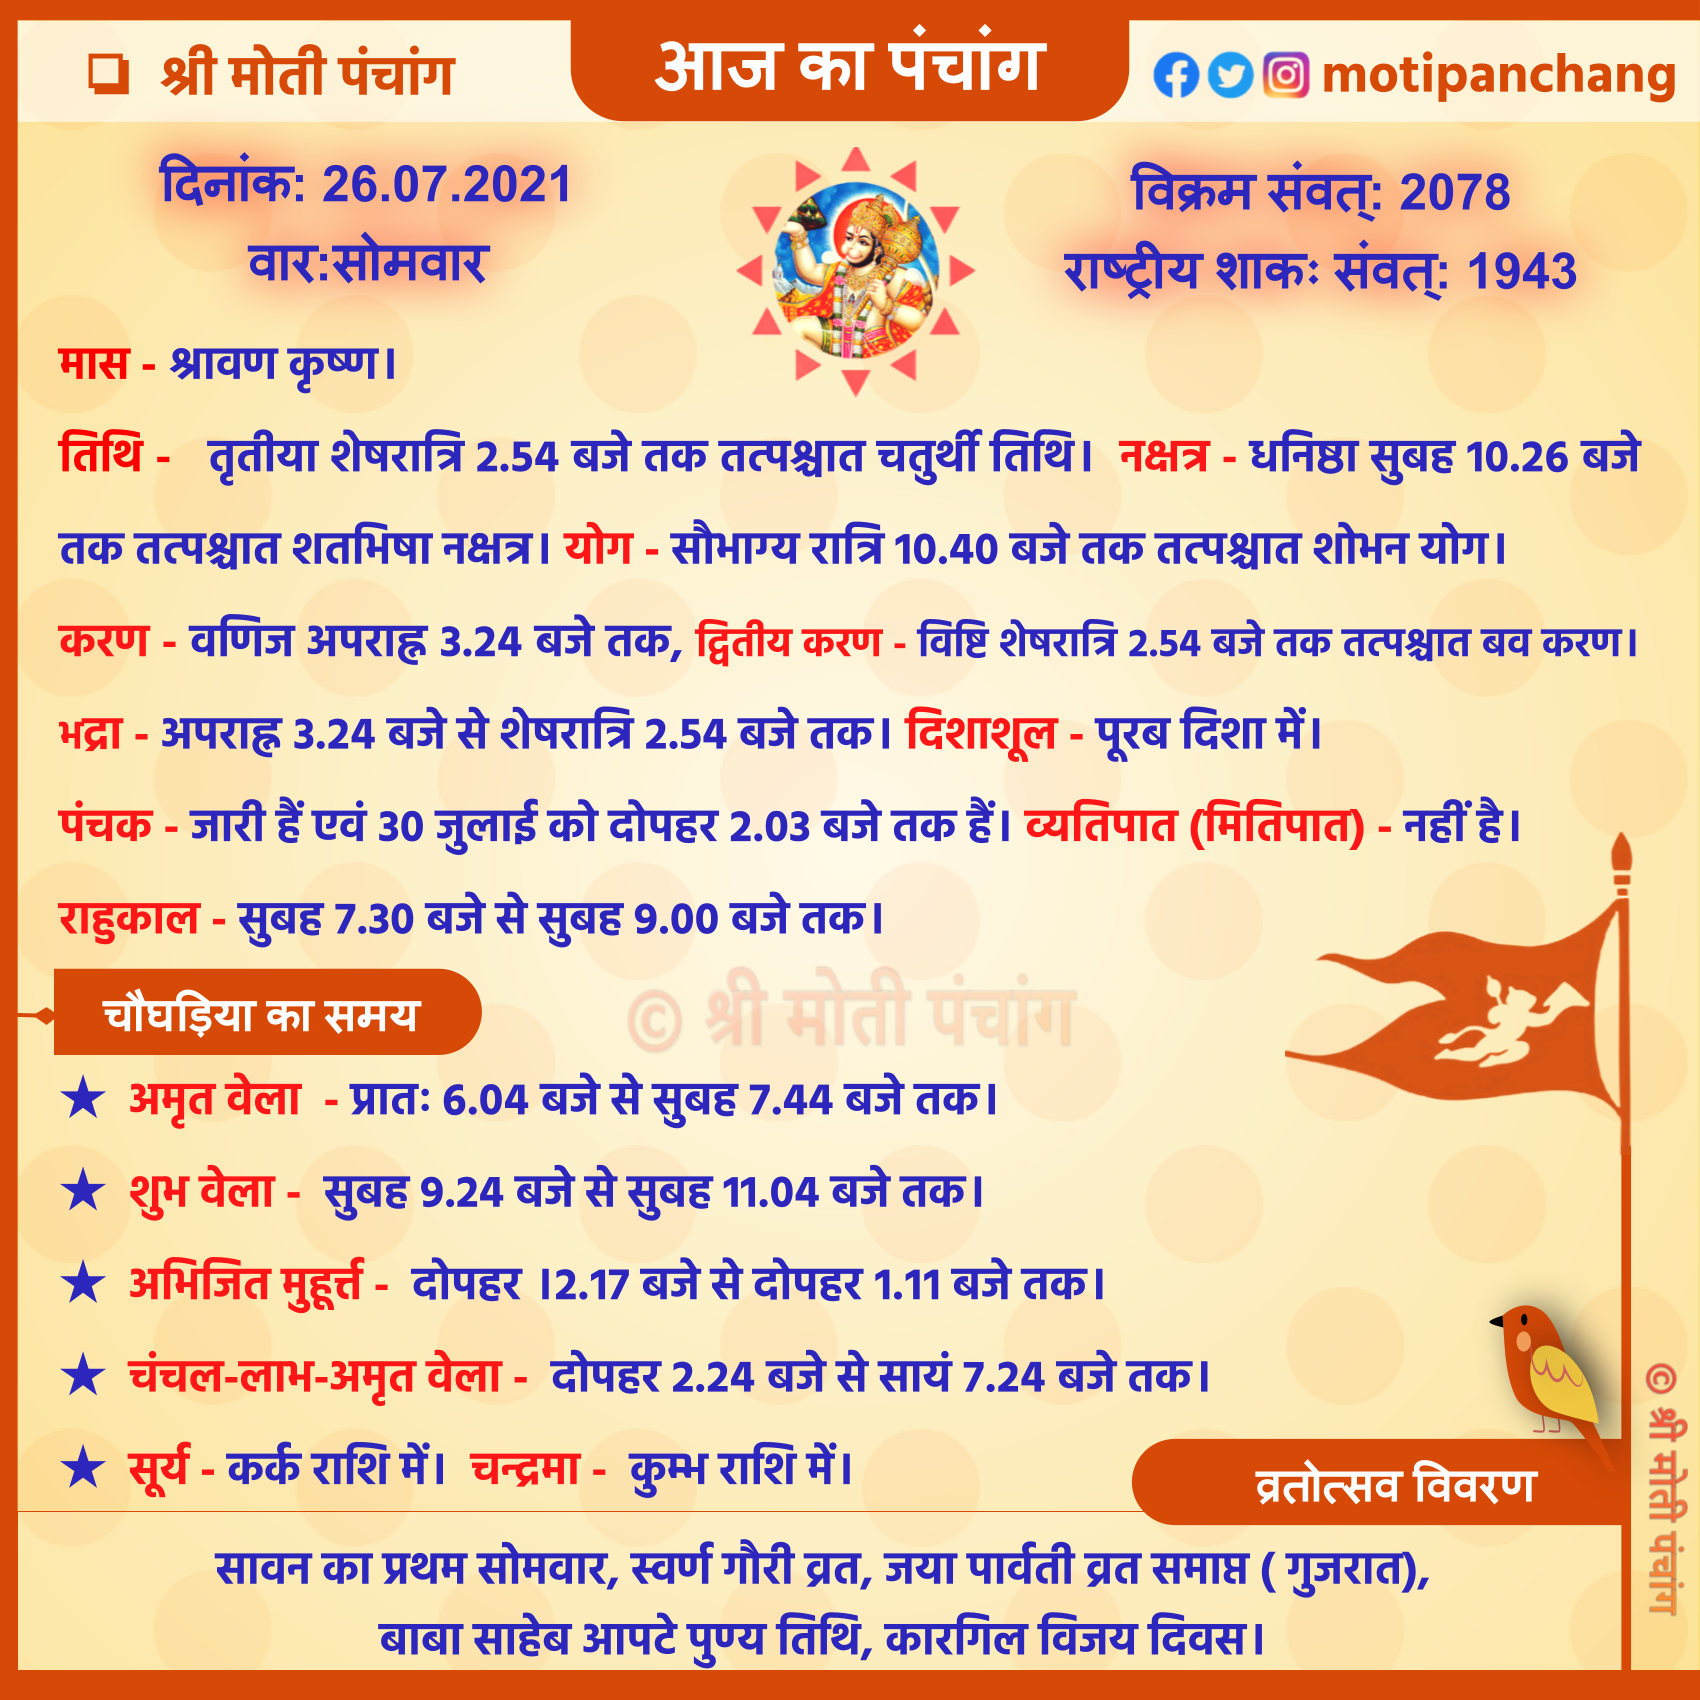 ❏ श्री मोती पंचांग
आज का पंचांग
motipanchang
दिनांक: 26.07.2021
वार:सोमवार
विक्रम संवत्: 2078
राष्ट्रीय शाकः संवत्: 1943
मास - श्रावण कृष्ण।
तिथि - तृतीया शेषरात्रि 2.54 बजे तक तत्पश्चात चतुर्थी तिथि। नक्षत्र - धनिष्ठा सुबह 10.26 बजे
तक तत्पश्चात शतभिषा नक्षत्र। योग - सौभाग्य रात्रि 10.40 बजे तक तत्पश्चात शोभन योग।
करण - वणिज अपराह्न 3.24 बजे तक, द्वितीय करण - विष्टि शेषरात्रि 2.54 बजे तक तत्पश्चात बव करण।
भद्रा - अपराह्न 3.24 बजे से शेषरात्रि 2.54 बजे तक। दिशाशूल - पूरब दिशा में।
पंचक - जारी हैं एवं 30 जुलाई को दोपहर 2.03 बजे तक हैं। व्यतिपात (मितिपात) - नहीं है।
राहुकाल - सुबह 7.30 बजे से सुबह 9.00 बजे तक।
चौघड़िया का समय
© श्री मोती पंचांग
★ अमृत वेला - प्रातः 6.04 बजे से सुबह 7.44 बजे तक।
★ शुभ वेला - सुबह 9.24 बजे से सुबह 11.04 बजे तक।
★ अभिजित मुहूर्त्त - दोपहर ।2.17 बजे से दोपहर 1.11 बजे तक।
★ चंचल-लाभ-अमृत वेला - दोपहर 2.24 बजे से सायं 7.24 बजे तक।
★ सूर्य - कर्क राशि में। चन्द्रमा - कुम्भ राशि में।
© श्री मोती पंचांग
व्रतोत्सव विवरण
सावन का प्रथम सोमवार, स्वर्ण गौरी व्रत, जया पार्वती व्रत समाप्त ( गुजरात),
बाबा साहेब आपटे पुण्य तिथि, कारगिल विजय दिवस।